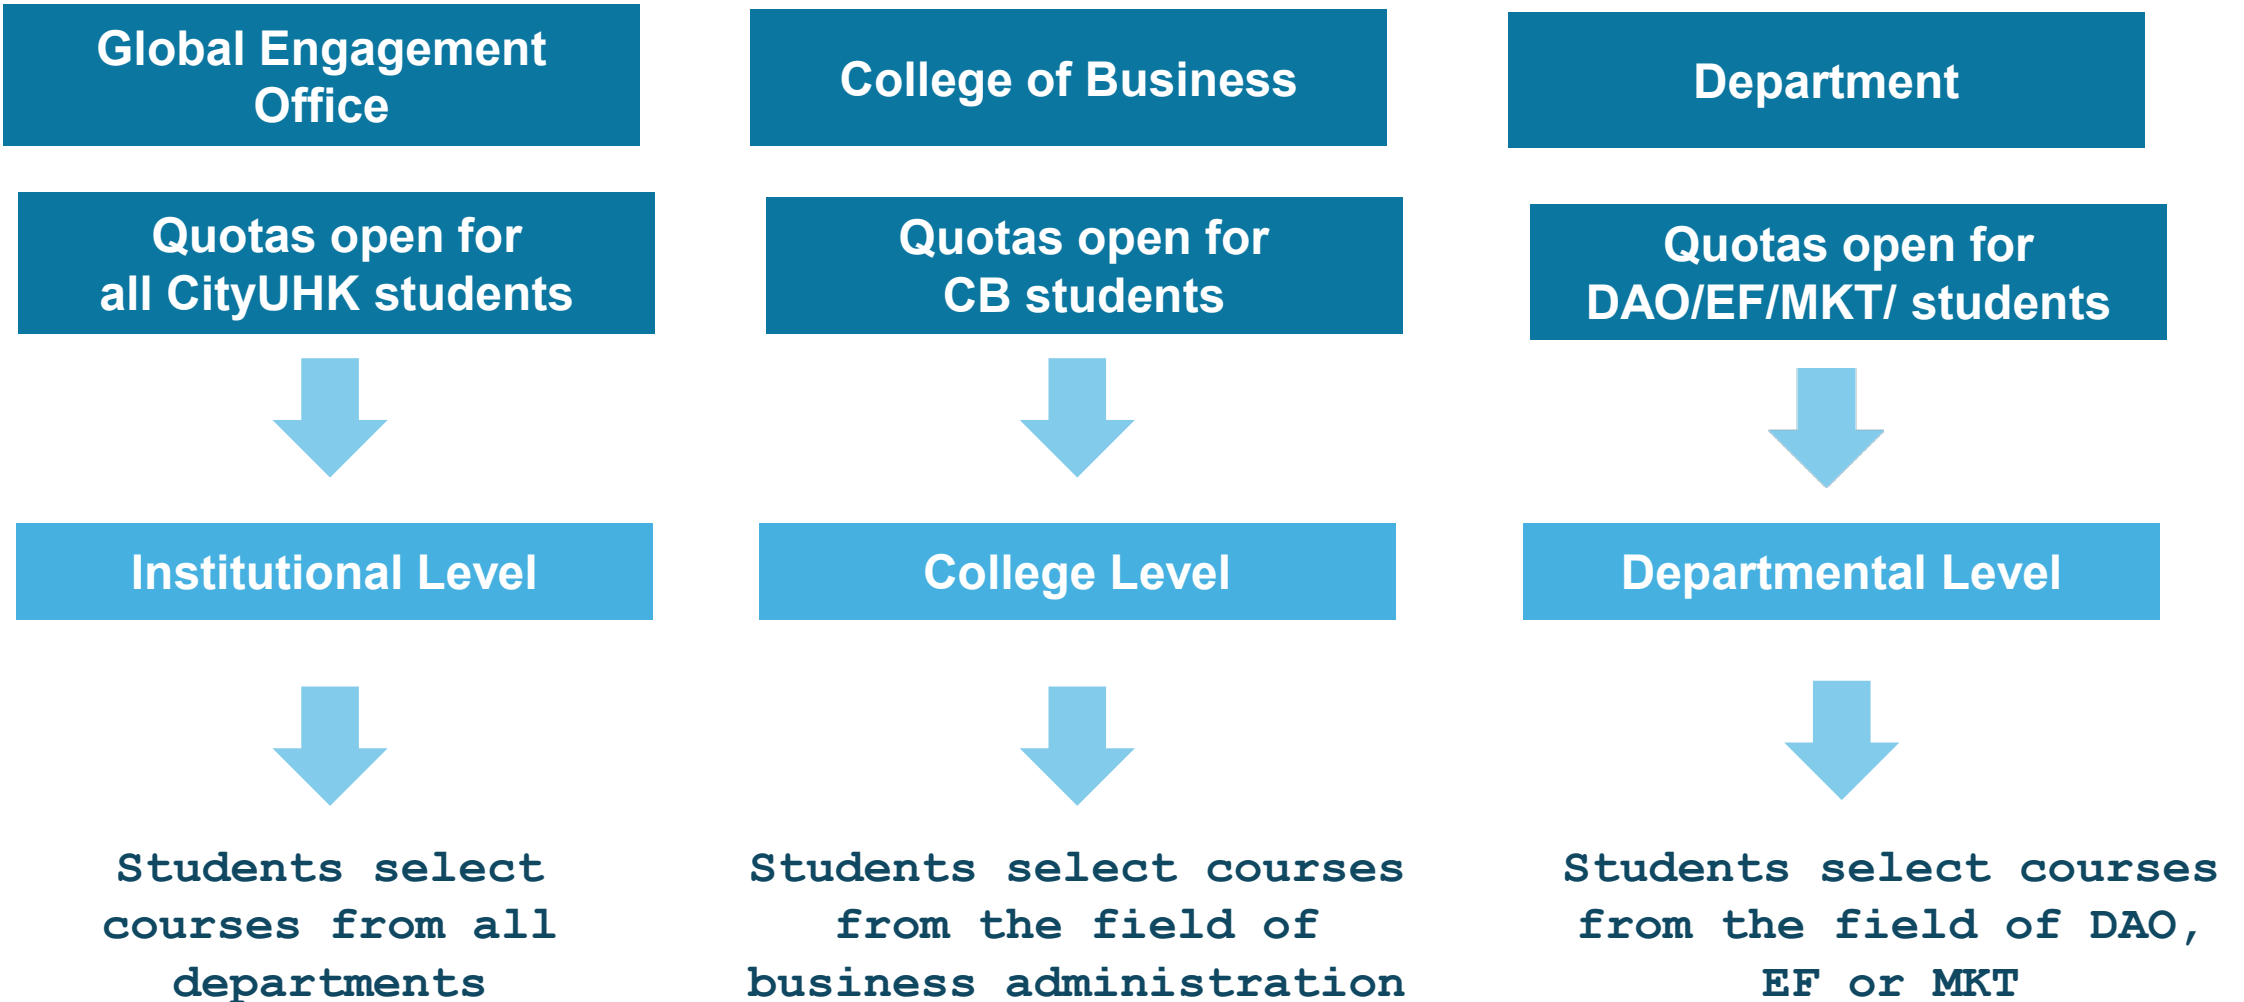 Global Engagement
Office
College of Business
Department
Quotas open for
all CityUHK students
Quotas open for
CB students
Quotas open for
DAO/EF/MKT/ students
Institutional Level
College Level
Departmental Level
Students select
courses from all
departments
Students select courses
from the field of
business administration
Students select courses
from the field of DAO,
EF or MKT